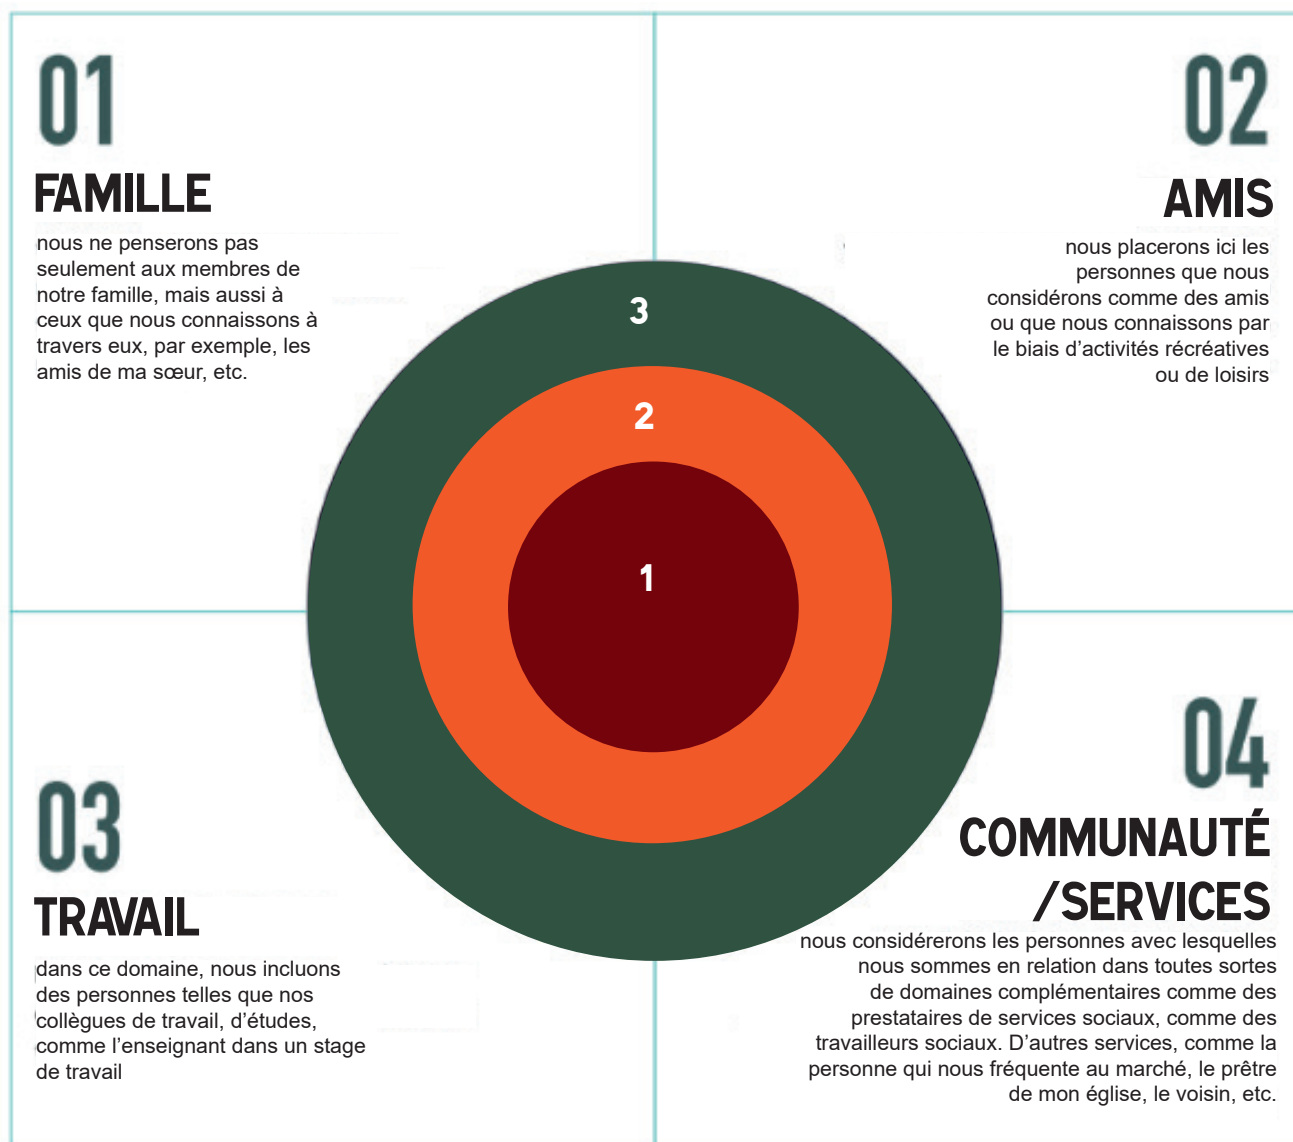 01
FAMILLE
nous ne penserons pas
seulement aux membres de
notre famille, mais aussi à
ceux que nous connaissons à
travers eux, par exemple, les
amis de ma sœur, etc.
02
AMIS
nous placerons ici les
personnes que nous
considérons comme des amis
ou que nous connaissons par
le biais d’activités récréatives
ou de loisirs
3
2
1
03
TRAVAIL
dans ce domaine, nous incluons
des personnes telles que nos
collègues de travail, d’études,
comme l’enseignant dans un stage
de travail
04
COMMUNAUTÉ
/SERVICES
nous considérerons les personnes avec lesquelles
nous sommes en relation dans toutes sortes
de domaines complémentaires comme des
prestataires de services sociaux, comme des
travailleurs sociaux. D’autres services, comme la
personne qui nous fréquente au marché, le prêtre
de mon église, le voisin, etc.